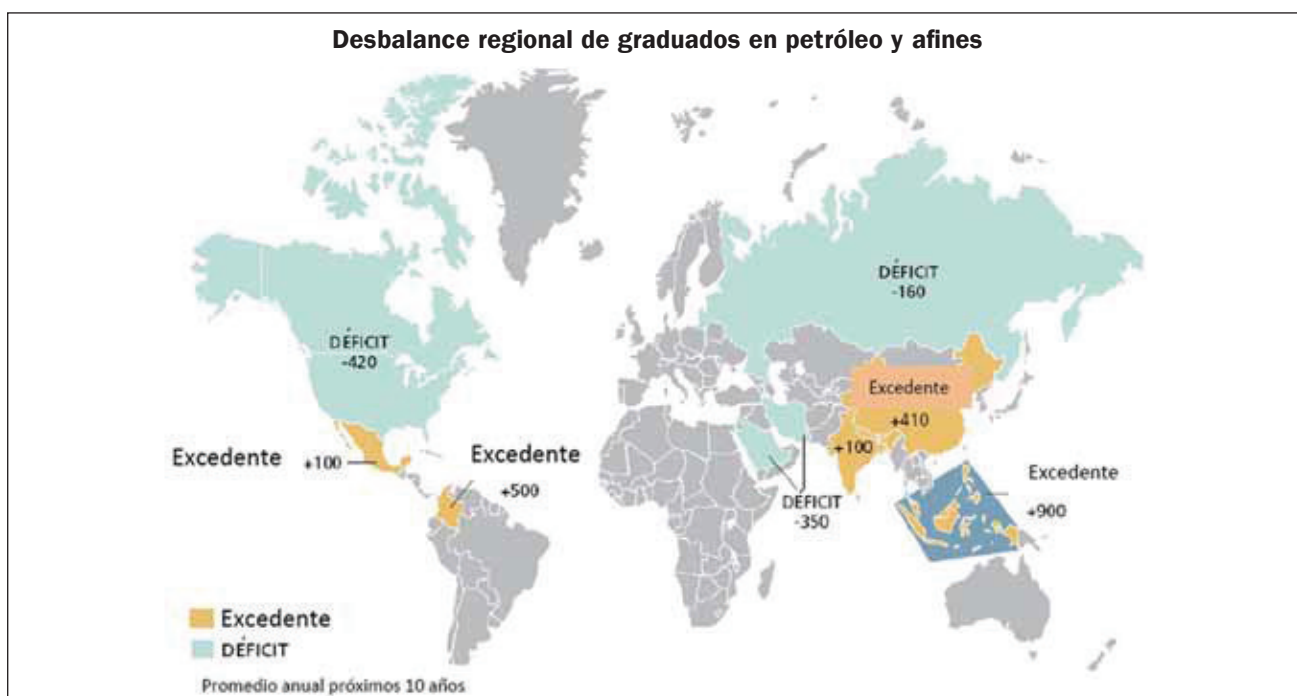 Desbalance regional de graduados en petróleo y afines
DÉFICIT
-160
DÉFICIT
-420
Excedente
+410
+100
Excedente
+100
Excedente
+500
DÉFICIT
-350
Excedente
+900
Excedente
DÉFICIT
Promedio anual próximos 10 años